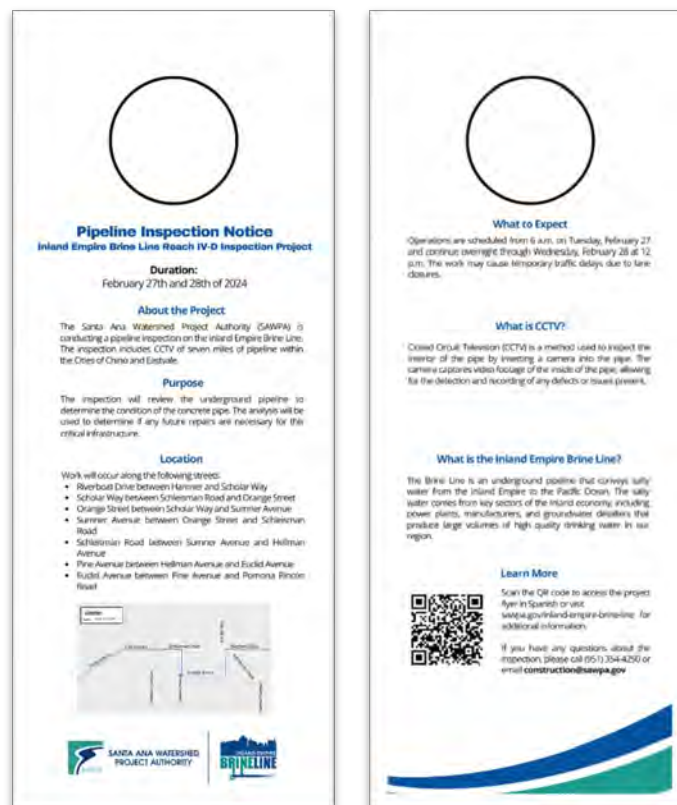 Pipeline Inspection Notice
Inland Empire Brine Line Reach IV-D Inspection Project
Duration:
February 27th and 28th of 2024
About the Project
The Santa Ana Watershed Project Authority (SAWPA) is
conducting a pipeline inspection on the Inland Empire Brine Line.
The inspection includes CCTV of seven miles of pipeline within
the Cities of Chino and Eastvale.
Purpose
The inspection will review the underground pipeline to
determine the condition of the concrete pipe. The analysis will be
used to determine if any future repairs are necessary for this
critical infrastructure.
Location
Work will occur along the following streets:
• Riverboat Drive between Hamner and Scholar Way
• Scholar Way between Schleisman Road and Orange Street
• Orange Street between Scholar Way and Sumner Avenue
• Sumner Avenue between Orange Street and Schleisman
Road
• Schleisman Road between Sumner Avenue and Hellman
Avenue
• Pine Avenue between Hellman Avenue and Euclid Avenue
• Euclid Avenue between Pine Avenue and Pomona Rincon
Road
SANTA ANA WATERSHED
PROJECT AUTHORITY
INLAND EMPIRE
BRINELINE
What to Expect
Operations are scheduled from 6 a.m. on Tuesday, February 27
and continue overnight through Wednesday, February 28 at 12
p.m. The work may cause temporary traffic delays due to lane
closures.
What is CCTV?
Closed Circuit Television (CCTV) is a method used to inspect the
interior of the pipe by inserting a camera into the pipe. The
camera captures video footage of the inside of the pipe, allowing
for the detection and recording of any defects or issues present.
What is the Inland Empire Brine Line?
The Brine Line is an underground pipeline that conveys salty
water from the Inland Empire to the Pacific Ocean. The salty
water comes from key sectors of the inland economy, including
power plants, manufacturers, and groundwater desalters that
produce large volumes of high quality drinking water in our
region.
Learn More
Scan the QR code to access the project
flyer in Spanish or visit
sawpa.gov/inland-empire-brine-line for
additional information.
If you have any questions about the
inspection, please call (951) 354-4250 or
email construction@sawpa.gov